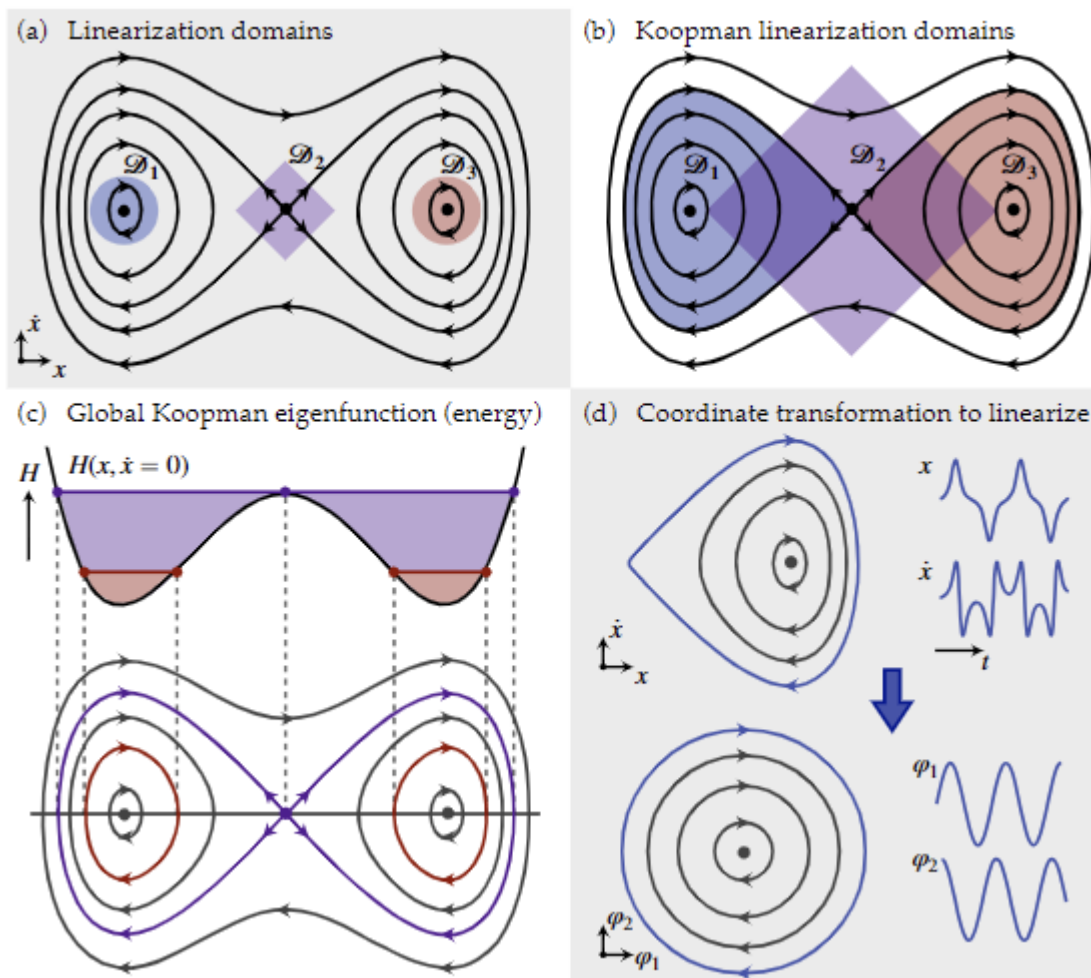 (a) Linearization domains
𝒟₁
𝒟₂
𝒟₃
ẋ
x
(b) Koopman linearization domains
𝒟₁
𝒟₂
𝒟₃
(c) Global Koopman eigenfunction (energy)
H
H(x, ẋ = 0)
(d) Coordinate transformation to linearize
x
ẋ
t
ẋ
x
φ₁
φ₂
φ₂
φ₁